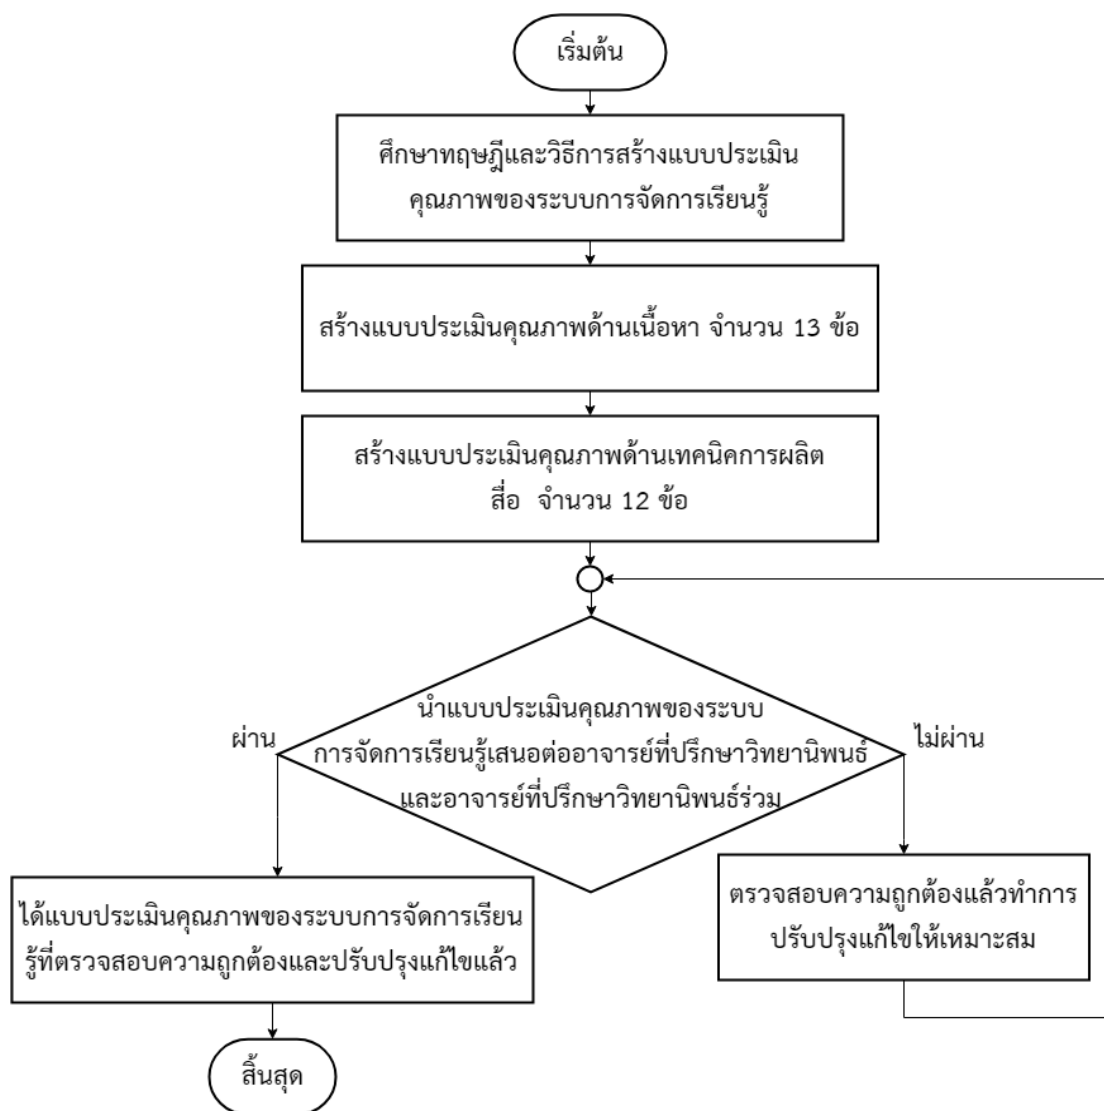 เริ่มต้น
ศึกษาทฤษฎีและวิธีการสร้างแบบประเมิน
คุณภาพของระบบการจัดการเรียนรู้
สร้างแบบประเมินคุณภาพด้านเนื้อหา จำนวน 13 ข้อ
สร้างแบบประเมินคุณภาพด้านเทคนิคการผลิต
สื่อ จำนวน 12 ข้อ
นำแบบประเมินคุณภาพของระบบ
การจัดการเรียนรู้เสนอต่ออาจารย์ที่ปรึกษาวิทยานิพนธ์
และอาจารย์ที่ปรึกษาวิทยานิพนธ์ร่วม
ผ่าน
ไม่ผ่าน
ได้แบบประเมินคุณภาพของระบบการจัดการเรียน
รู้ที่ตรวจสอบความถูกต้องและปรับปรุงแก้ไขแล้ว
ตรวจสอบความถูกต้องแล้วทำการ
ปรับปรุงแก้ไขให้เหมาะสม
สิ้นสุด